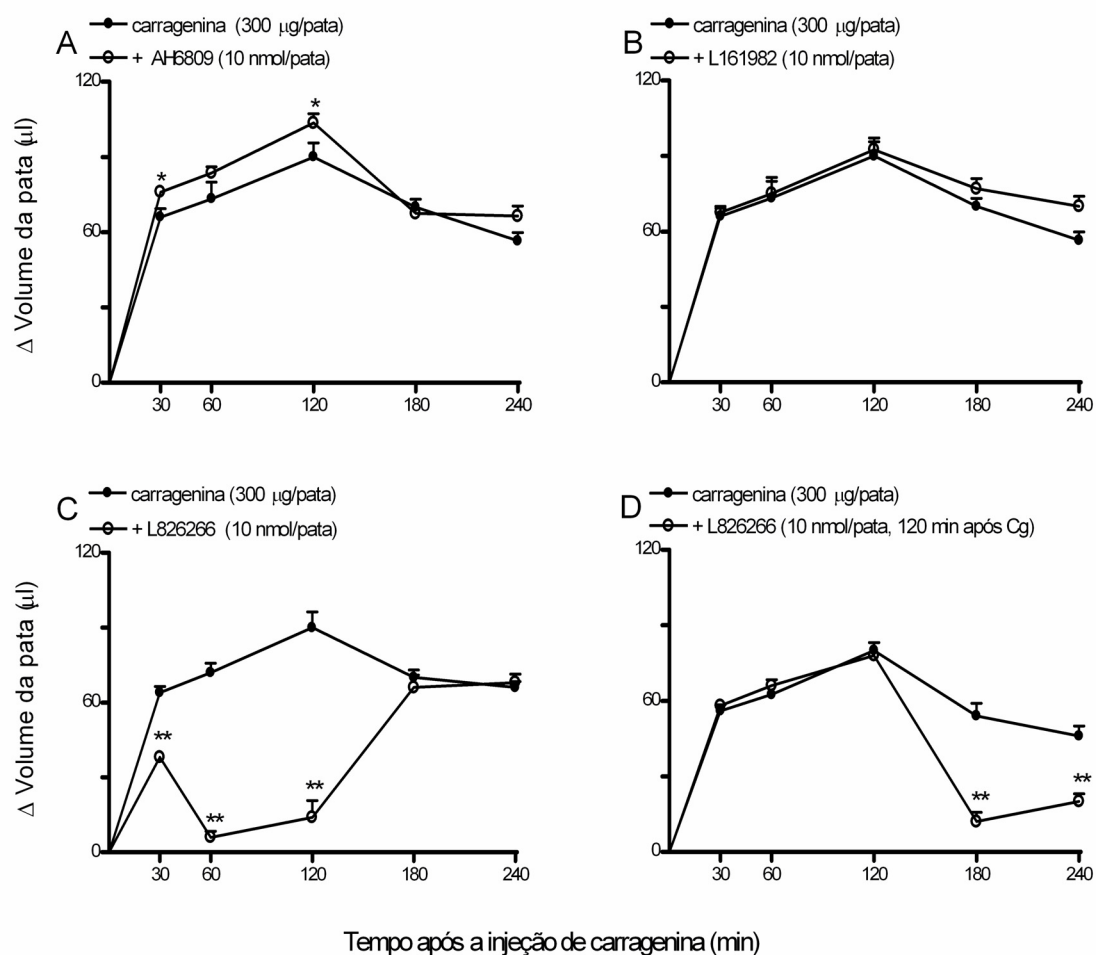 A
carragenina (300 μg/pata)
+ AH6809 (10 nmol/pata)
B
carragenina (300 μg/pata)
+ L161982 (10 nmol/pata)
Δ Volume da pata (μl)
120
60
0
*
*
30 60 120 180 240
120
60
0
30 60 120 180 240
C
carragenina (300 μg/pata)
+ L826266 (10 nmol/pata)
D
carragenina (300 μg/pata)
+ L826266 (10 nmol/pata, 120 min após Cg)
Δ Volume da pata (μl)
120
60
0
**
**
**
30 60 120 180 240
120
60
0
**
**
30 60 120 180 240
Tempo após a injeção de carragenina (min)